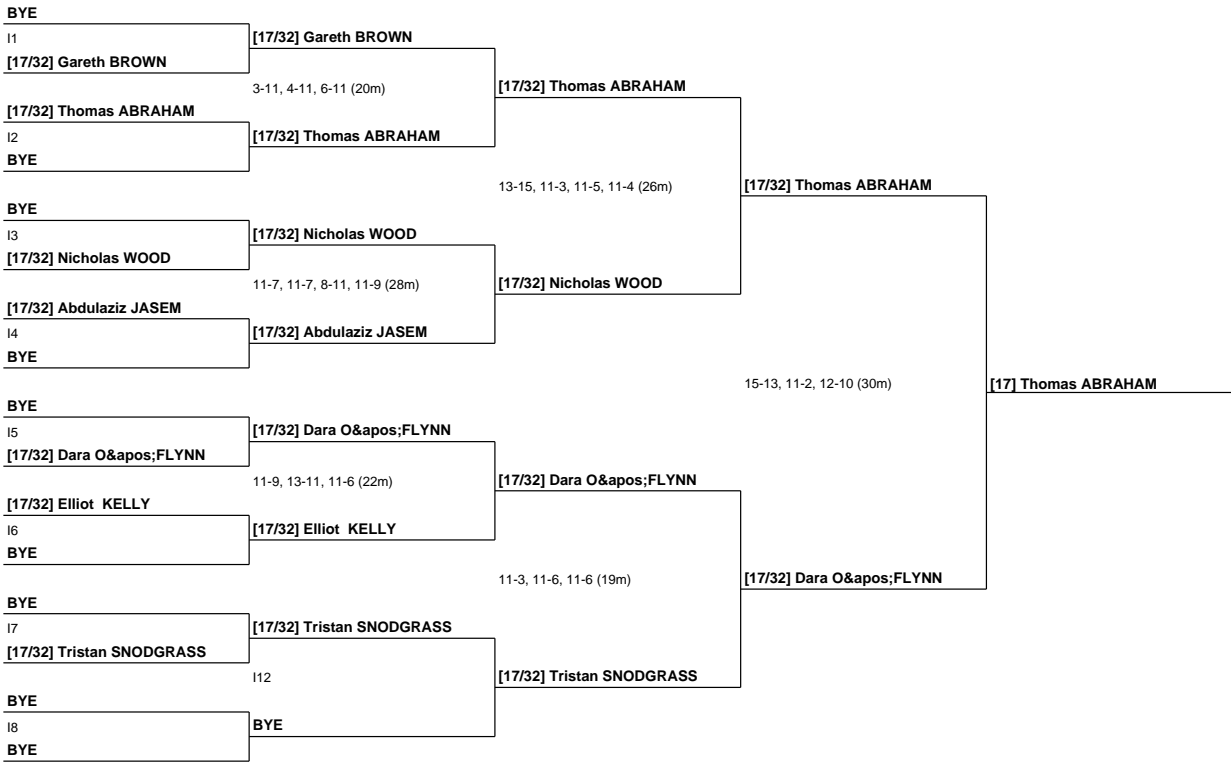 BYE
I1
[17/32] Gareth BROWN
[17/32] Gareth BROWN
3-11, 4-11, 6-11 (20m)
[17/32] Thomas ABRAHAM
[17/32] Thomas ABRAHAM
I2
[17/32] Thomas ABRAHAM
BYE
13-15, 11-3, 11-5, 11-4 (26m)
[17/32] Thomas ABRAHAM
BYE
I3
[17/32] Nicholas WOOD
[17/32] Nicholas WOOD
11-7, 11-7, 8-11, 11-9 (28m)
[17/32] Nicholas WOOD
[17/32] Abdulaziz JASEM
I4
[17/32] Abdulaziz JASEM
BYE
15-13, 11-2, 12-10 (30m)
[17] Thomas ABRAHAM
BYE
I5
[17/32] Dara O&apos;FLYNN
[17/32] Dara O&apos;FLYNN
11-9, 13-11, 11-6 (22m)
[17/32] Dara O&apos;FLYNN
[17/32] Elliot  KELLY
I6
[17/32] Elliot  KELLY
BYE
11-3, 11-6, 11-6 (19m)
[17/32] Dara O&apos;FLYNN
BYE
I7
[17/32] Tristan SNODGRASS
[17/32] Tristan SNODGRASS
I12
[17/32] Tristan SNODGRASS
BYE
I8
BYE
BYE